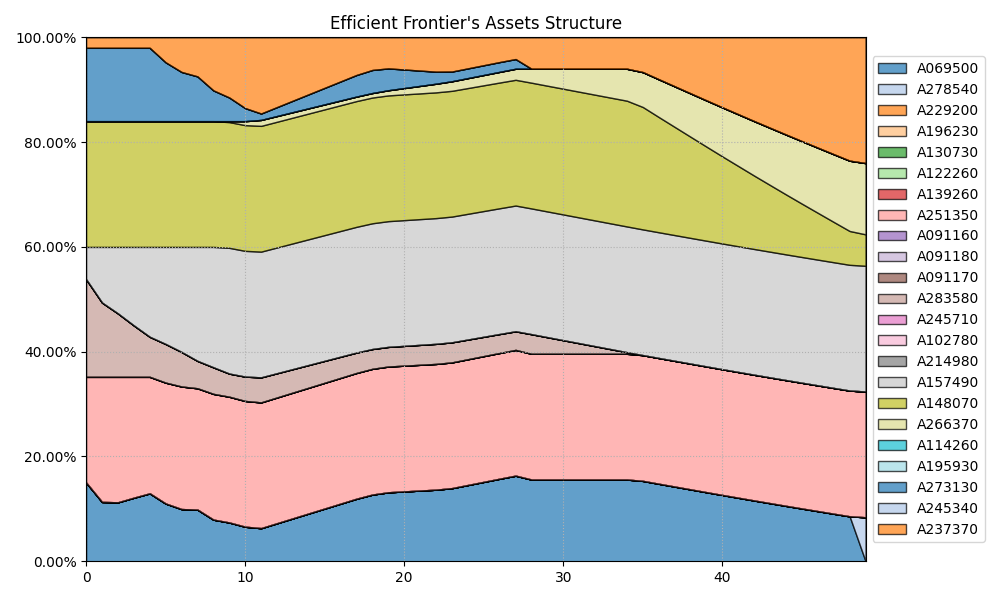 Efficient Frontier's Assets Structure
100.00%
80.00%
60.00%
40.00%
20.00%
0.00%
0
10
20
30
40
A069500
A278540
A229200
A196230
A130730
A122260
A139260
A251350
A091160
A091180
A091170
A283580
A245710
A102780
A214980
A157490
A148070
A266370
A114260
A195930
A273130
A245340
A237370